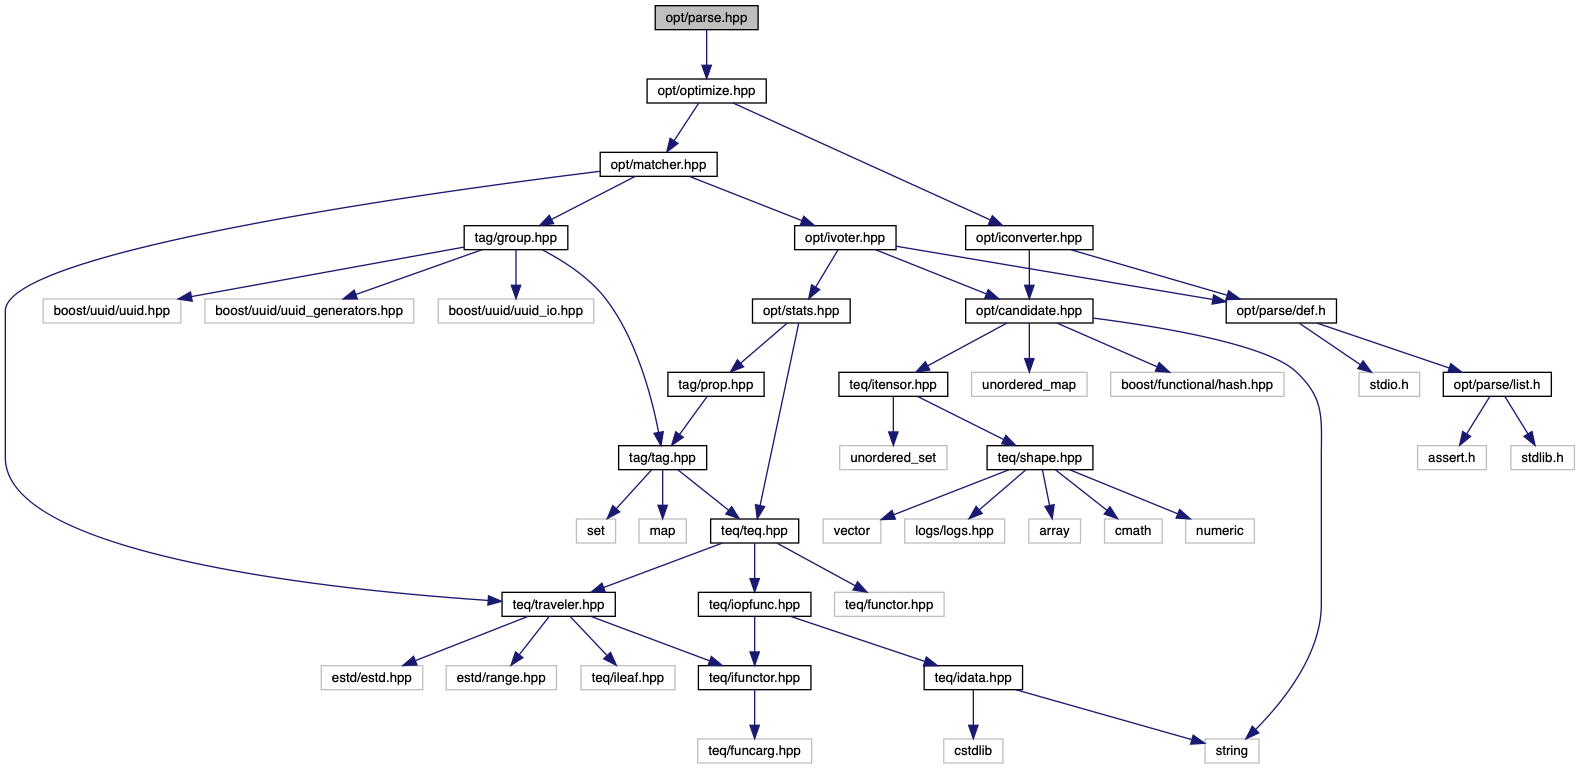 opt/parse.hpp
opt/optimize.hpp
opt/matcher.hpp
tag/group.hpp
opt/ivoter.hpp
opt/iconverter.hpp
boost/uuid/uuid.hpp
boost/uuid/uuid_generators.hpp
boost/uuid/uuid_io.hpp
opt/stats.hpp
opt/candidate.hpp
opt/parse/def.h
tag/prop.hpp
teq/itensor.hpp
unordered_map
boost/functional/hash.hpp
stdio.h
opt/parse/list.h
tag/tag.hpp
unordered_set
teq/shape.hpp
assert.h
stdlib.h
set
map
teq/teq.hpp
vector
logs/logs.hpp
array
cmath
numeric
teq/traveler.hpp
teq/iopfunc.hpp
teq/functor.hpp
estd/estd.hpp
estd/range.hpp
teq/ileaf.hpp
teq/ifunctor.hpp
teq/idata.hpp
teq/funcarg.hpp
cstdlib
string